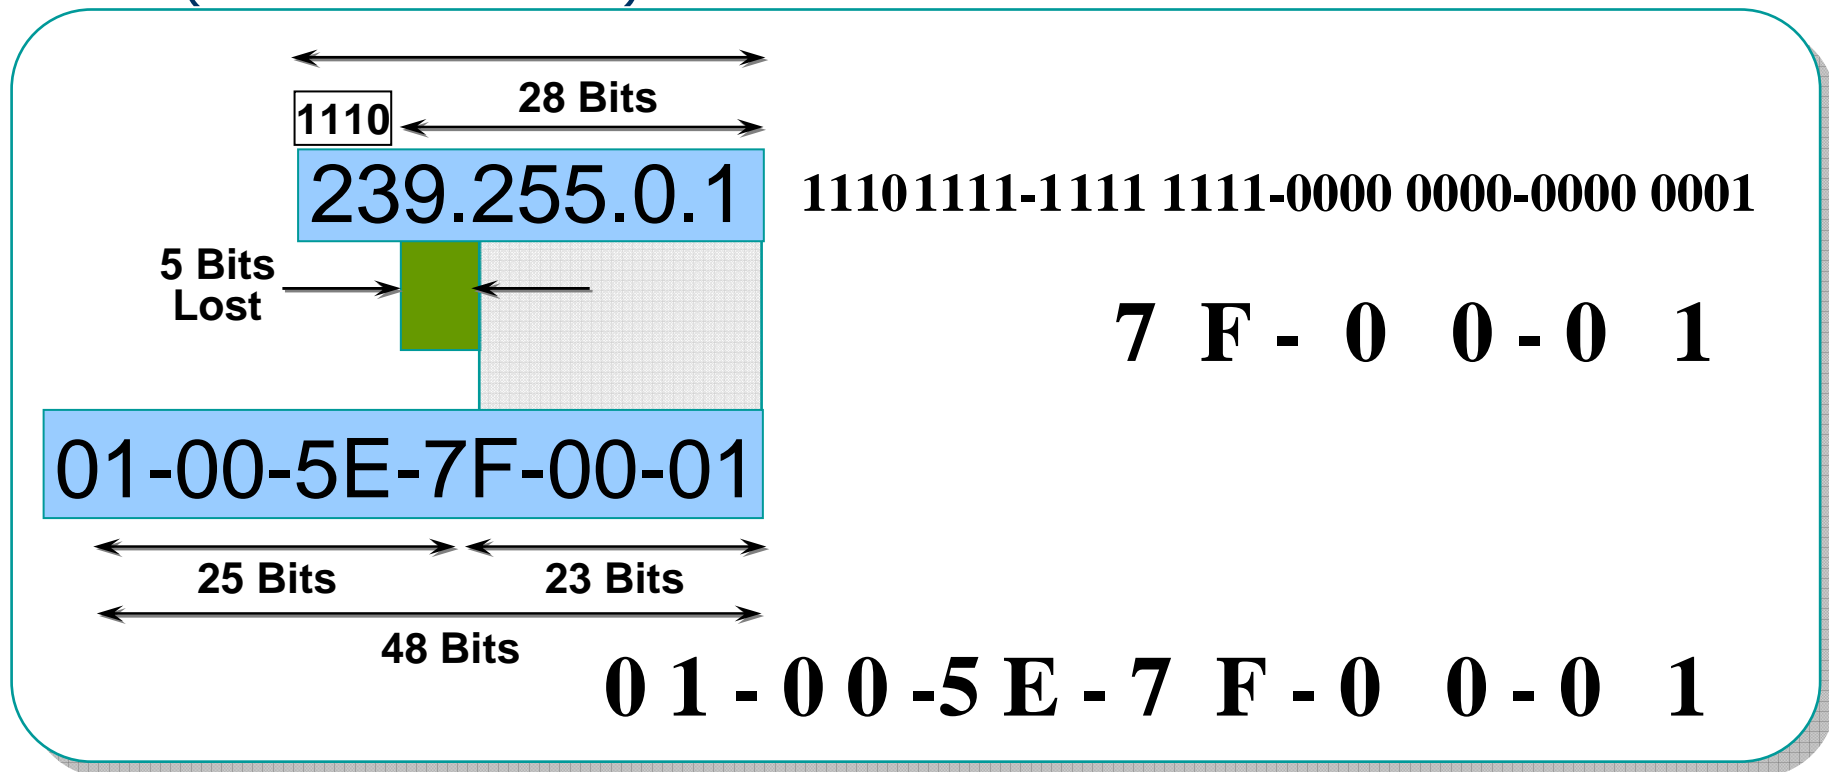 28 Bits
1110
239.255.0.1
11101111-1111 1111-0000 0000-0000 0001
5 Bits
Lost
7 F - 0 0 - 0 1
01-00-5E-7F-00-01
25 Bits
23 Bits
48 Bits
0 1 - 0 0 -5 E - 7 F - 0 0 - 0 1